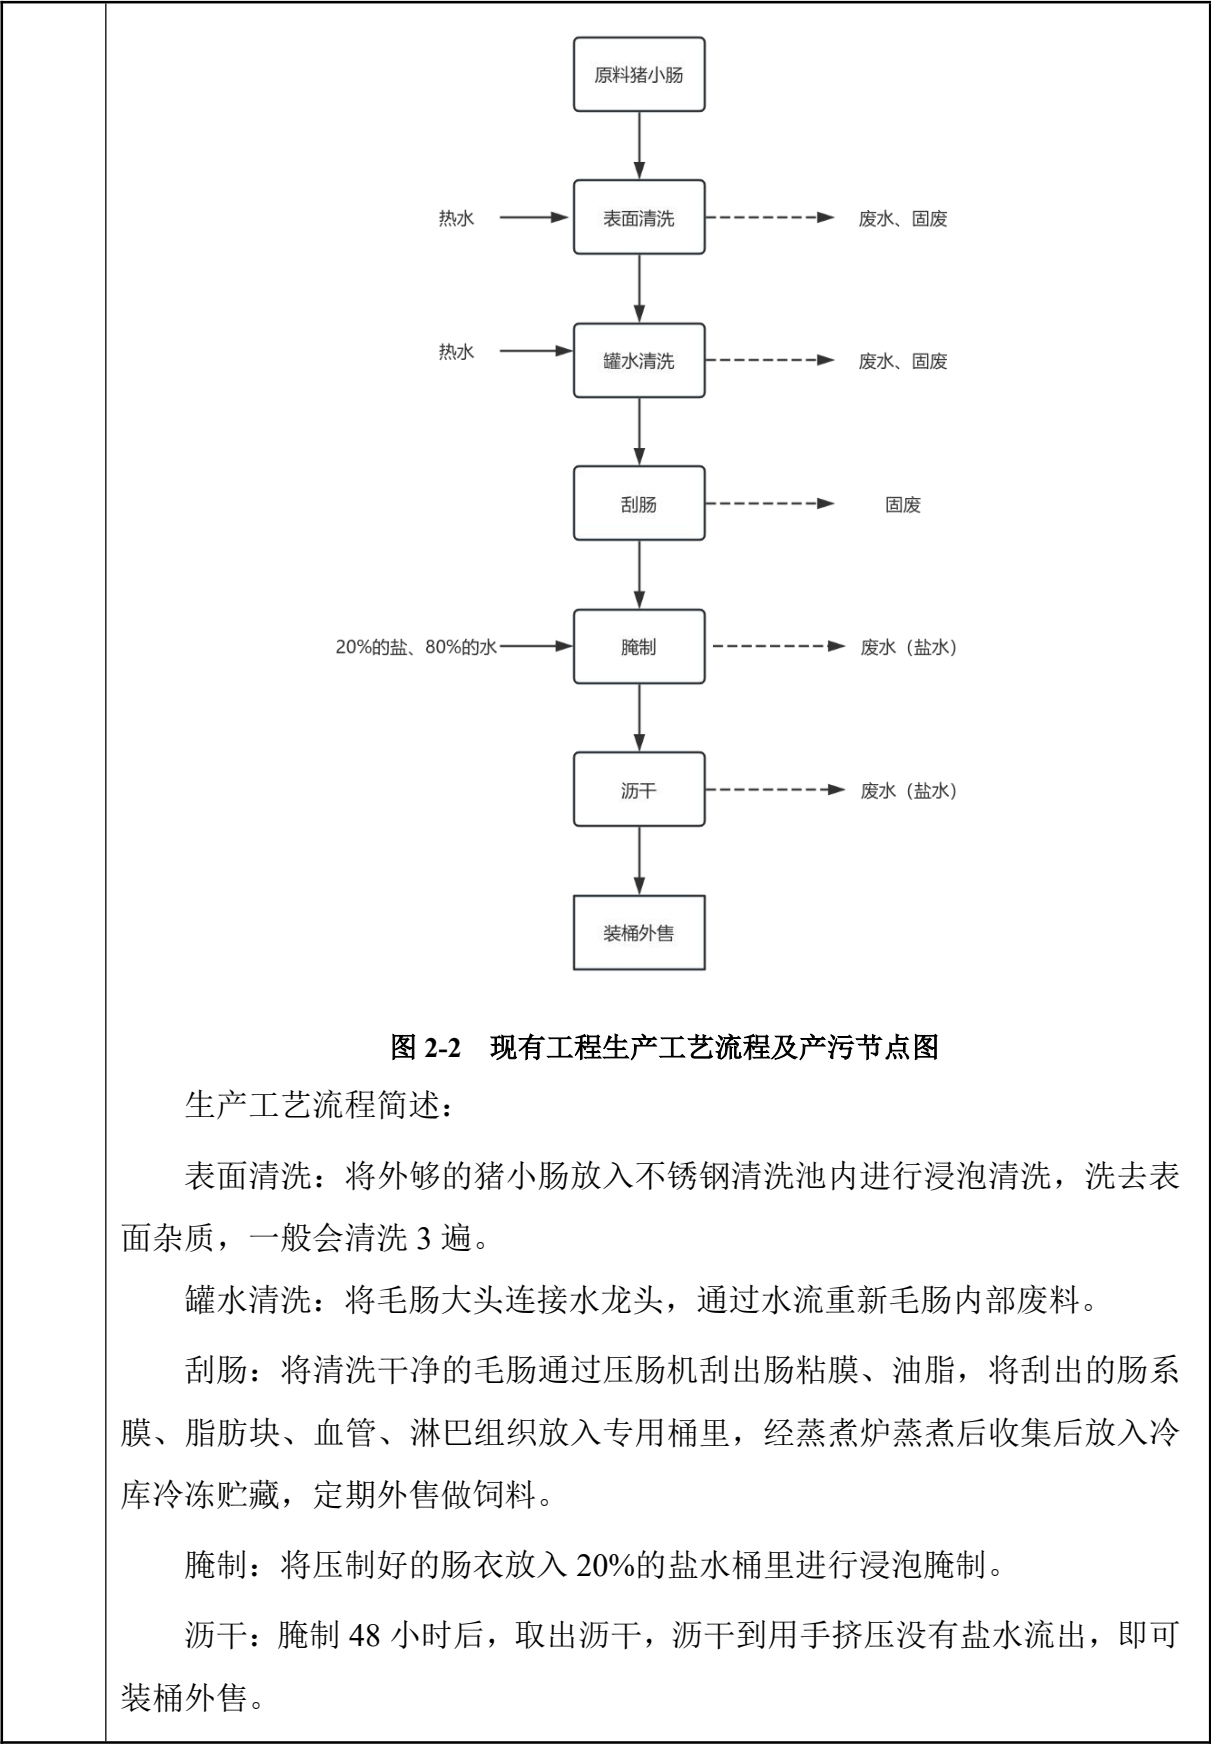 原料猪小肠
热水
表面清洗
废水、固废
热水
罐水清洗
废水、固废
刮肠
固废
20%的盐、80%的水
腌制
废水（盐水）
沥干
废水（盐水）
装桶外售
图 2-2 现有工程生产工艺流程及产污节点图
生产工艺流程简述：
表面清洗：将外够的猪小肠放入不锈钢清洗池内进行浸泡清洗，洗去表
面杂质，一般会清洗 3 遍。
罐水清洗：将毛肠大头连接水龙头，通过水流重新毛肠内部废料。
刮肠：将清洗干净的毛肠通过压肠机刮出肠粘膜、油脂，将刮出的肠系
膜、脂肪块、血管、淋巴组织放入专用桶里，经蒸煮炉蒸煮后收集后放入冷
库冷冻贮藏，定期外售做饲料。
腌制：将压制好的肠衣放入 20%的盐水桶里进行浸泡腌制。
沥干：腌制 48 小时后，取出沥干，沥干到用手挤压没有盐水流出，即可
装桶外售。